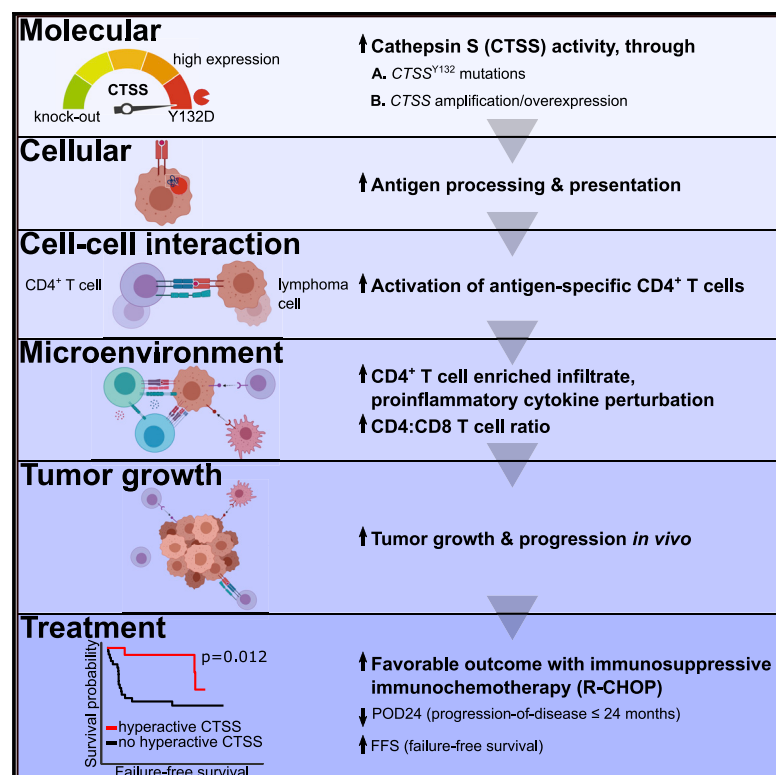 Molecular
high expression
CTSS
knock-out
Y132D
Cathepsin S (CTSS) activity, through
A. CTSS^Y132 mutations
B. CTSS amplification/overexpression
Cellular
Antigen processing & presentation
Cell-cell interaction
CD4⁺ T cell
lymphoma
cell
Activation of antigen-specific CD4⁺ T cells
Microenvironment
CD4⁺ T cell enriched infiltrate,
proinflammatory cytokine perturbation
CD4:CD8 T cell ratio
Tumor growth
Tumor growth & progression in vivo
Treatment
Survival probability
p=0.012
hyperactive CTSS
no hyperactive CTSS
Failure-free survival
Favorable outcome with immunosuppressive
immunochemotherapy (R-CHOP)
POD24 (progression-of-disease ≤ 24 months)
FFS (failure-free survival)